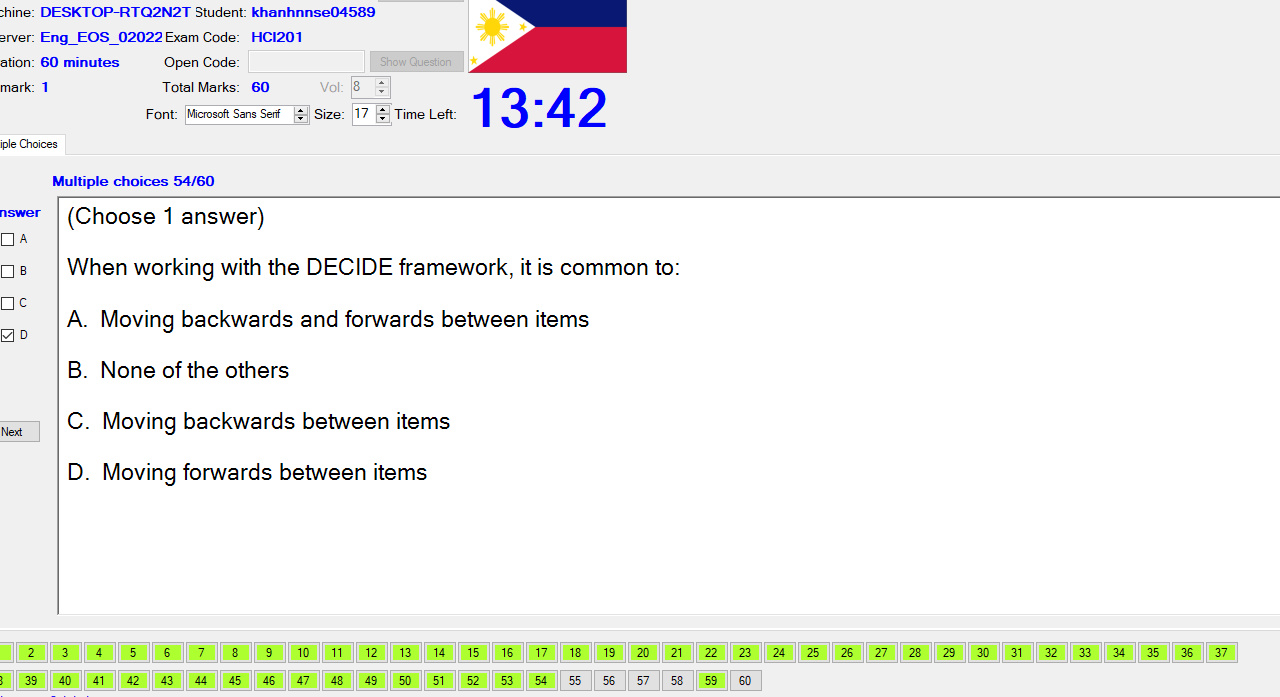 chine: DESKTOP-RTQ2N2T Student: khanhnnse04589
erver: Eng_EOS_02022 Exam Code: HCI201
ation: 60 minutes Open Code: Show Question
mark: 1 Total Marks: 60 Vol: 8
Font: Microsoft Sans Serif Size: 17 Time Left: 13:42
iple Choices
Multiple choices 54/60
nswer
A
B
C
D
Next
(Choose 1 answer)
When working with the DECIDE framework, it is common to:
A. Moving backwards and forwards between items
B. None of the others
C. Moving backwards between items
D. Moving forwards between items
2 3 4 5 6 7 8 9 10 11 12 13 14 15 16 17 18 19 20 21 22 23 24 25 26 27 28 29 30 31 32 33 34 35 36 37
39 40 41 42 43 44 45 46 47 48 49 50 51 52 53 54 55 56 57 58 59 60